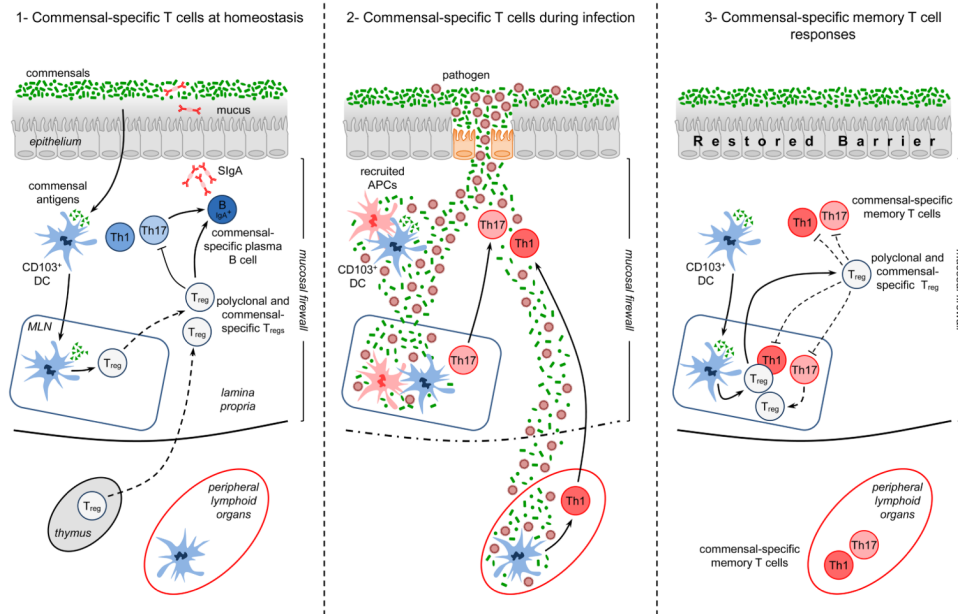 1- Commensal-specific T cells at homeostasis
commensals
mucus
epithelium
SIgA
commensal
antigens
B
IgA⁺
Th1
Th17
commensal-
specific plasma
B cell
CD103⁺
DC
mucosal firewall
Treg
polyclonal and
commensal-
specific Tregs
Treg
MLN
Treg
lamina
propria
Treg
thymus
peripheral
lymphoid
organs
2- Commensal-specific T cells during infection
pathogen
recruited
APCs
Th17
Th1
CD103⁺
DC
mucosal firewall
Th17
Th1
3- Commensal-specific memory T cell
responses
Restored Barrier
commensal-specific
memory T cells
Th17
Th1
CD103⁺
DC
Treg
polyclonal and
commensal-
specific Treg
Th1
Th17
Treg
Treg
peripheral
lymphoid
organs
Th17
Th1
commensal-specific
memory T cells